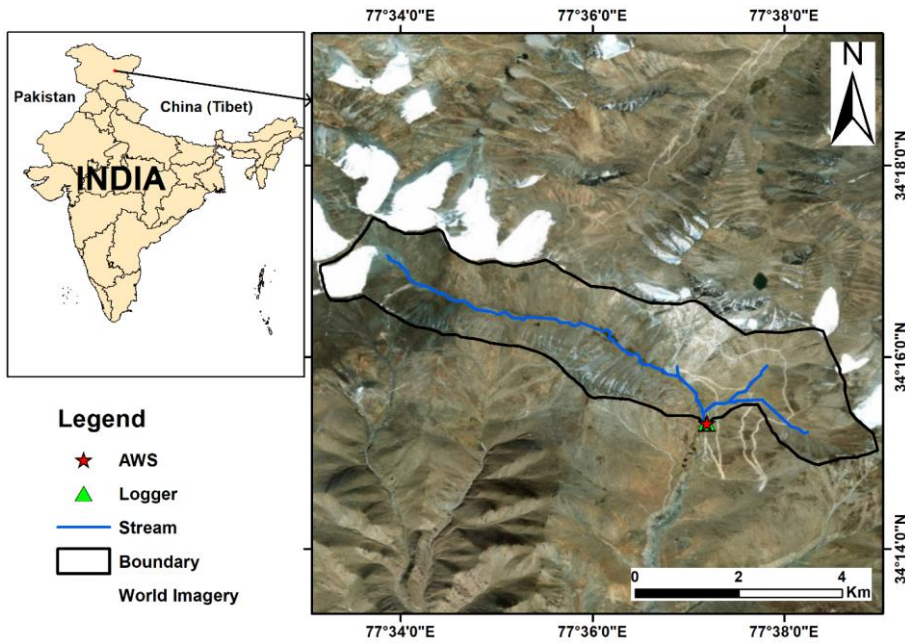 77°34'0"E 77°36'0"E 77°38'0"E
Pakistan
China (Tibet)
INDIA
N
34°18'0"N
34°16'0"N
34°14'0"N
Legend
AWS
Logger
Stream
Boundary
World Imagery
0 2 4
Km
77°34'0"E 77°36'0"E 77°38'0"E